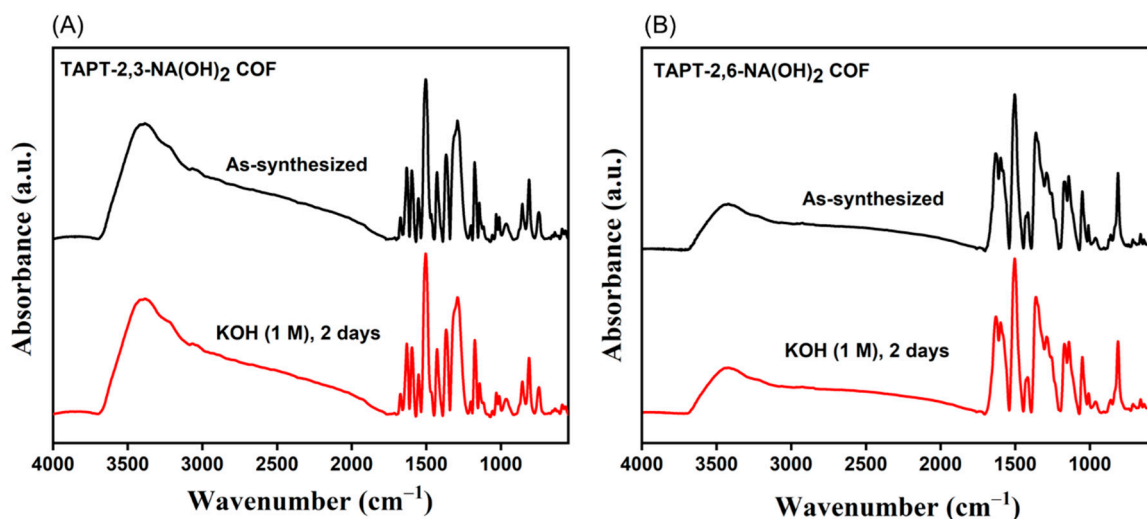 (A)
TAPT-2,3-NA(OH)2 COF
As-synthesized
KOH (1 M), 2 days
Absorbance (a.u.)
4000 3500 3000 2500 2000 1500 1000
Wavenumber (cm⁻¹)
(B)
TAPT-2,6-NA(OH)2 COF
As-synthesized
KOH (1 M), 2 days
Absorbance (a.u.)
4000 3500 3000 2500 2000 1500 1000
Wavenumber (cm⁻¹)